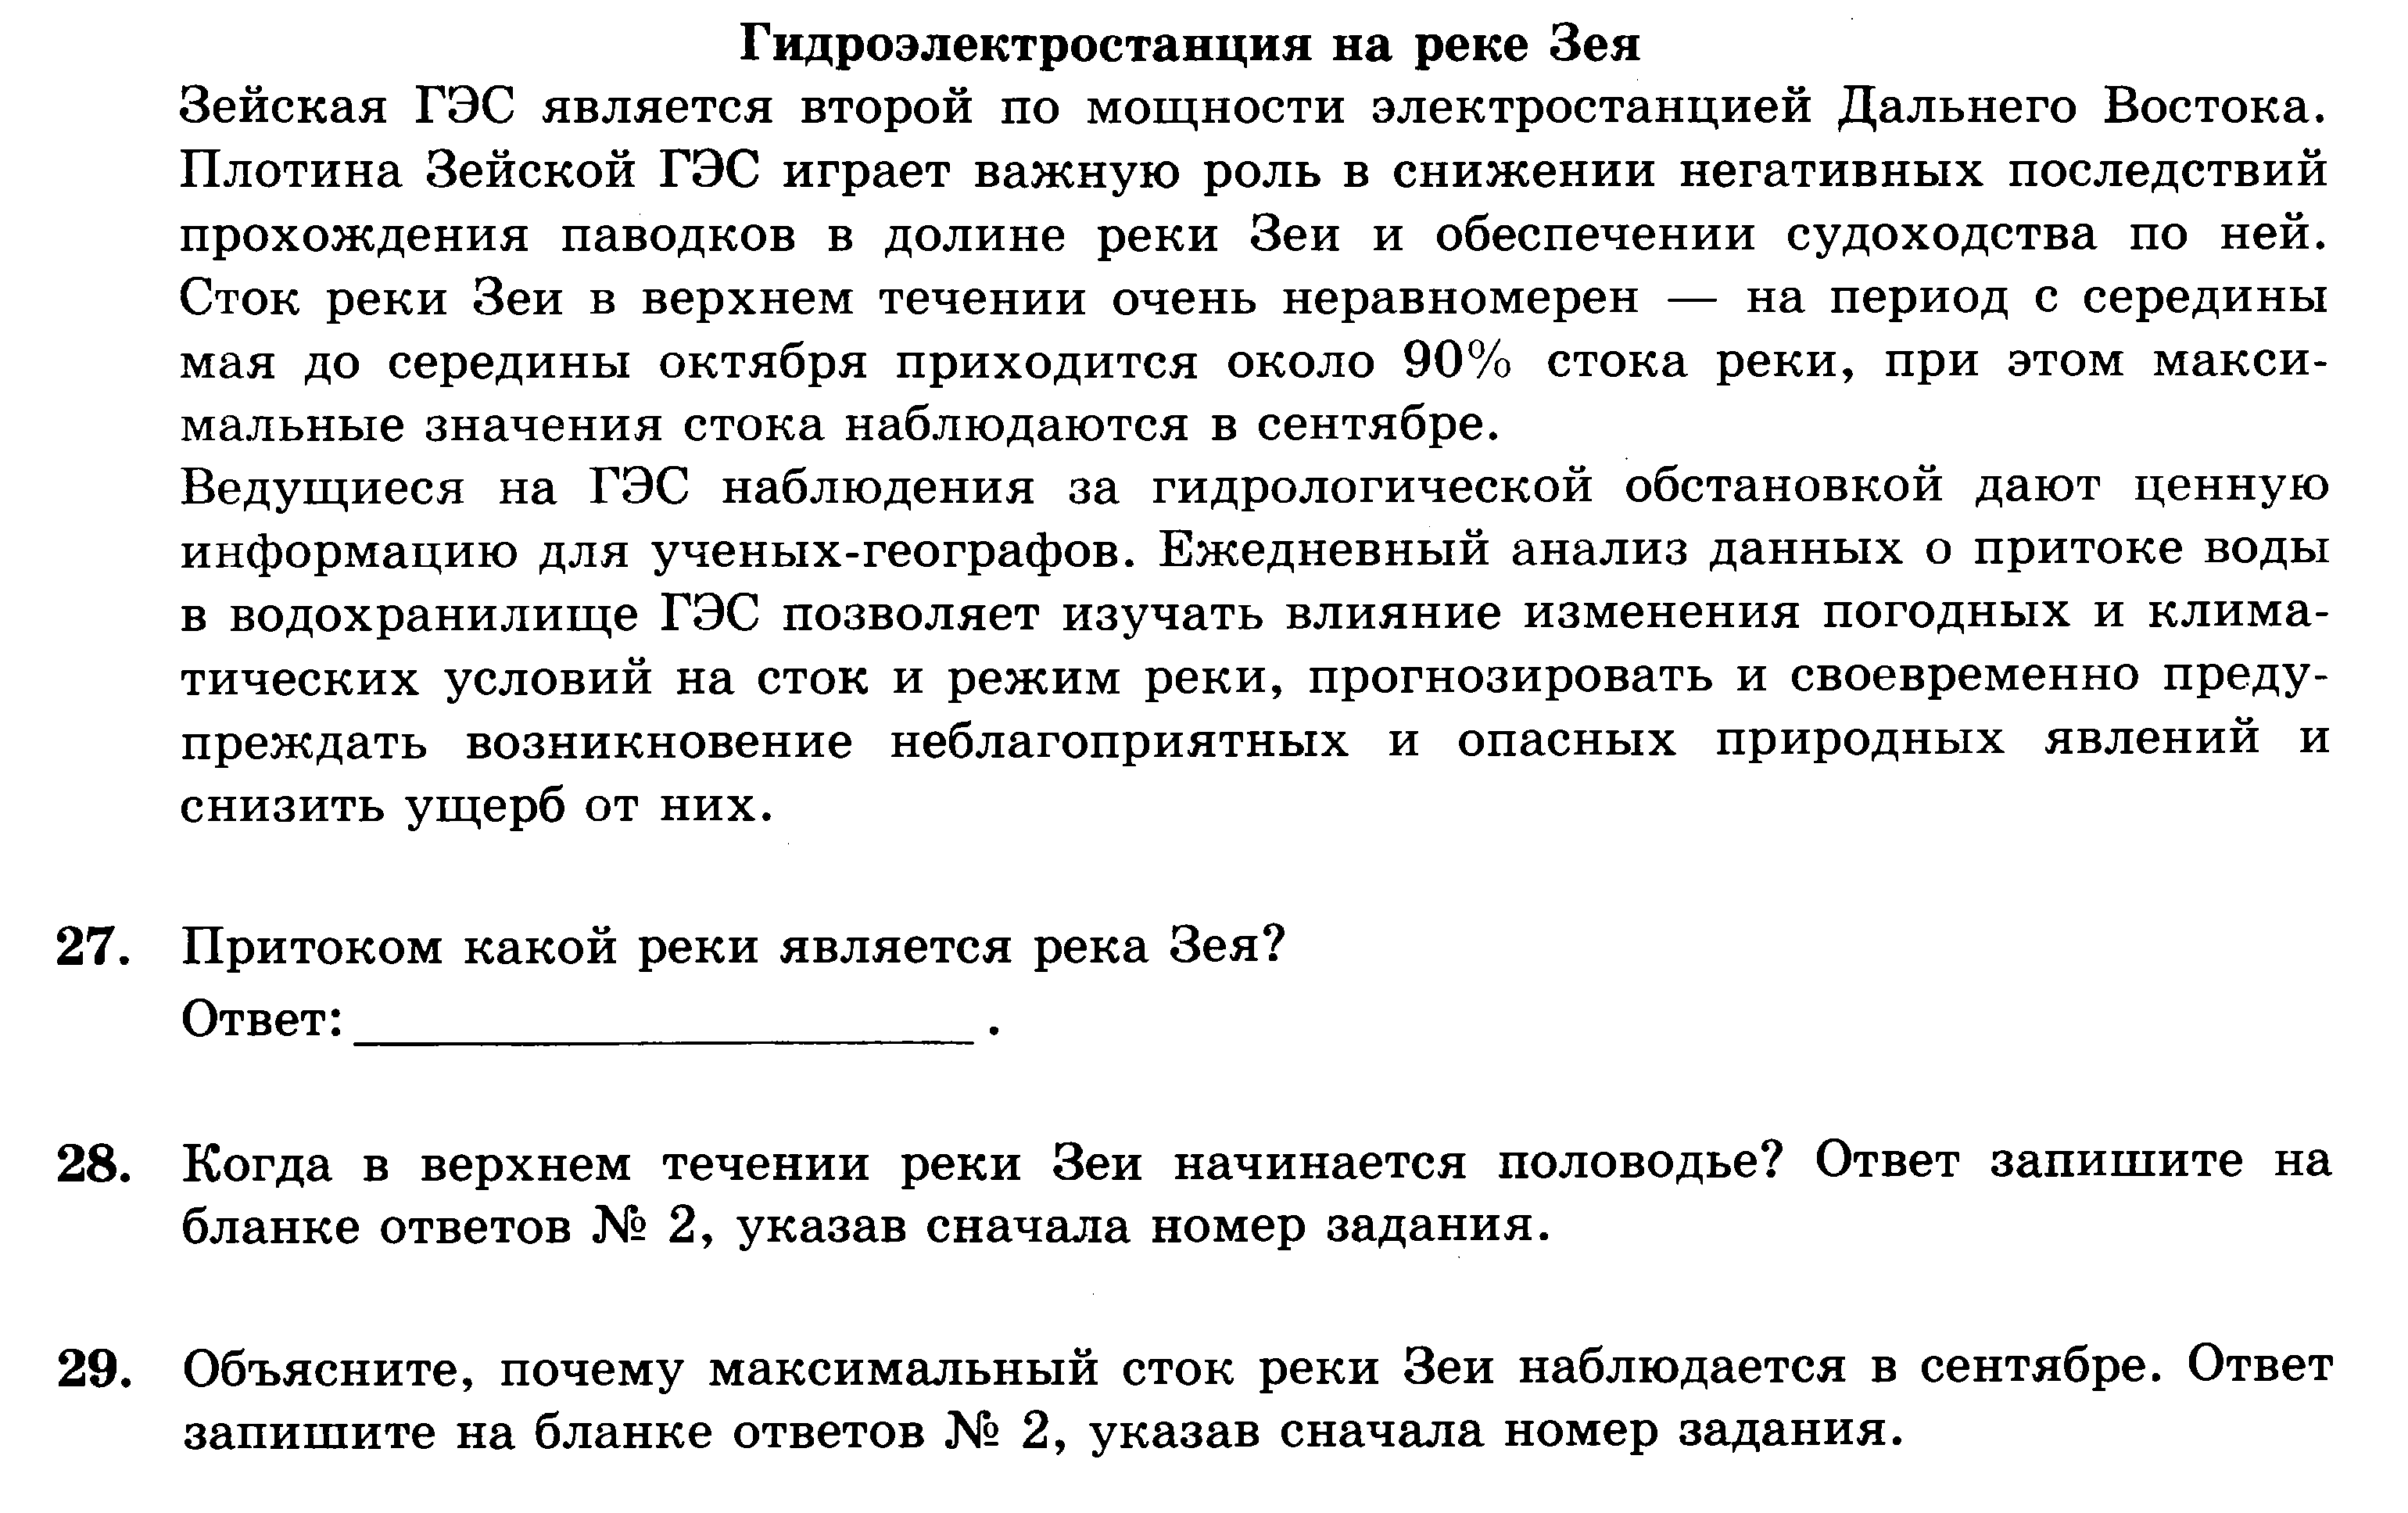 Гидроэлектростанция на реке Зея
Зейская ГЭС является второй по мощности электростанцией Дальнего Востока.
Плотина Зейской ГЭС играет важную роль в снижении негативных последствий
прохождения паводков в долине реки Зеи и обеспечении судоходства по ней.
Сток реки Зеи в верхнем течении очень неравномерен — на период с середины
мая до середины октября приходится около 90% стока реки, при этом макси-
мальные значения стока наблюдаются в сентябре.
Ведущиеся на ГЭС наблюдения за гидрологической обстановкой дают ценную
информацию для ученых-географов. Ежедневный анализ данных о притоке воды
в водохранилище ГЭС позволяет изучать влияние изменения погодных и клима-
тических условий на сток и режим реки, прогнозировать и своевременно преду-
преждать возникновение неблагоприятных и опасных природных явлений и
снизить ущерб от них.
27. Притоком какой реки является река Зея?
Ответ: ____________________ .
28. Когда в верхнем течении реки Зеи начинается половодье? Ответ запишите на
бланке ответов № 2, указав сначала номер задания.
29. Объясните, почему максимальный сток реки Зеи наблюдается в сентябре. Ответ
запишите на бланке ответов № 2, указав сначала номер задания.